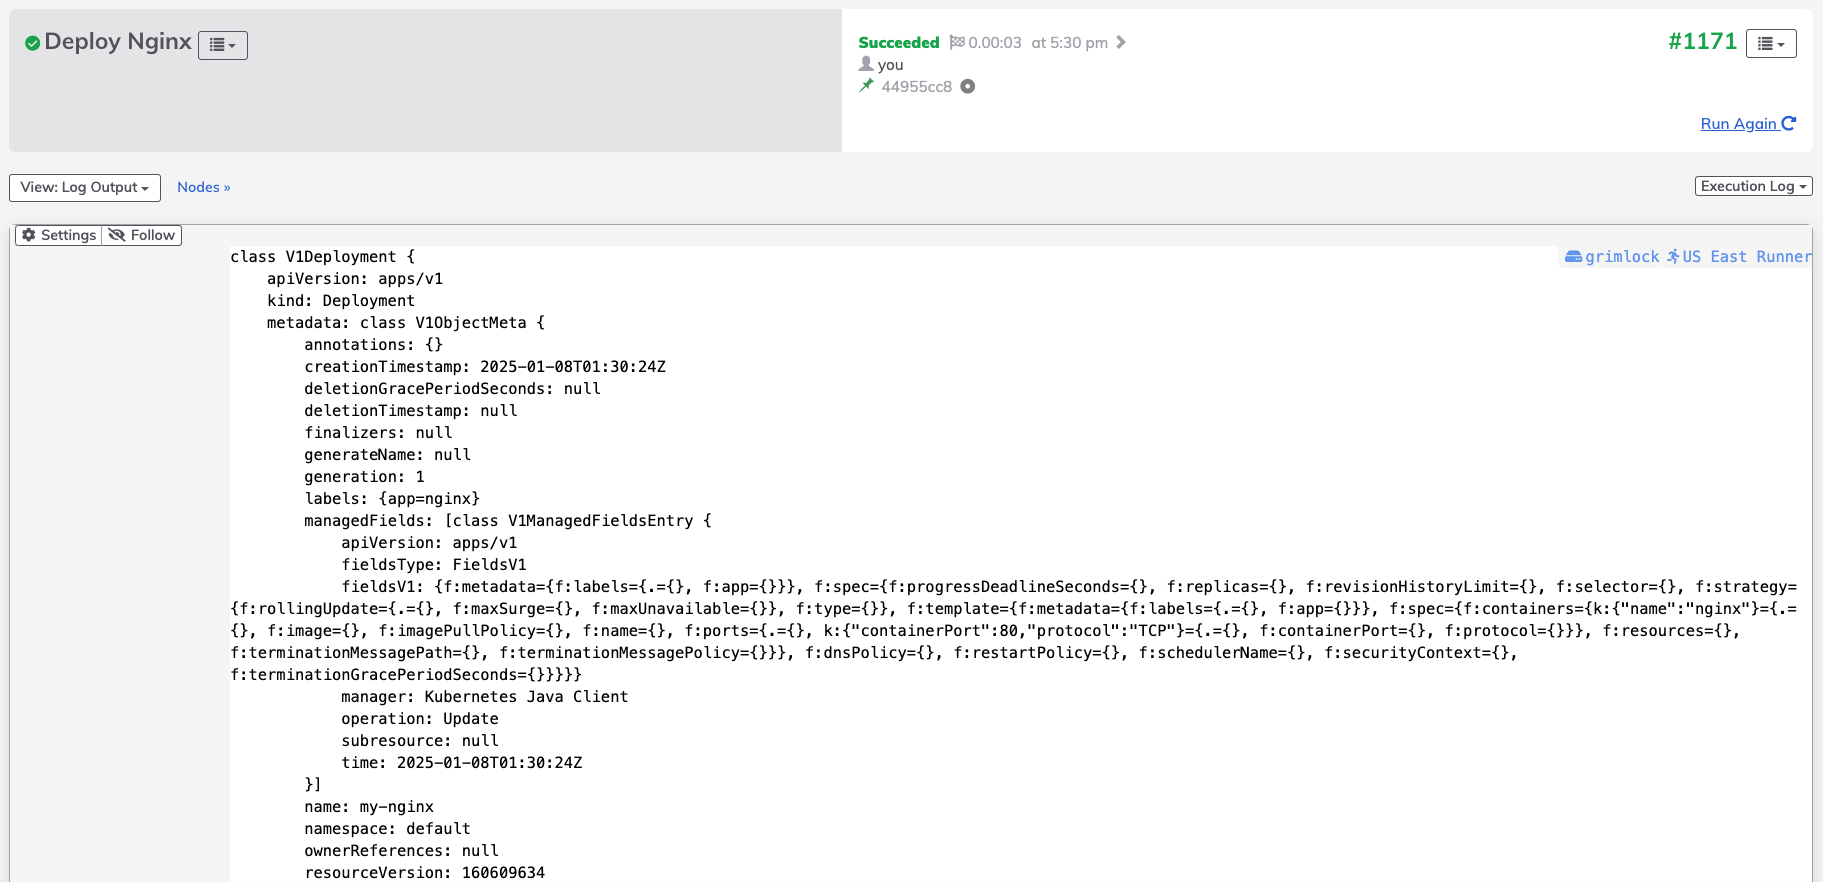 Deploy Nginx
Succeeded 0.00:03 at 5:30 pm
#1171
you
44955cc8
Run Again
View: Log Output
Nodes »
Execution Log
Settings
Follow
class V1Deployment {
grimlock US East Runner
apiVersion: apps/v1
kind: Deployment
metadata: class V1ObjectMeta {
annotations: {}
creationTimestamp: 2025-01-08T01:30:24Z
deletionGracePeriodSeconds: null
deletionTimestamp: null
finalizers: null
generateName: null
generation: 1
labels: {app=nginx}
managedFields: [class V1ManagedFieldsEntry {
apiVersion: apps/v1
fieldsType: FieldsV1
fieldsV1: {f:metadata={f:labels={.={}, f:app={}}}, f:spec={f:progressDeadlineSeconds={}, f:replicas={}, f:revisionHistoryLimit={}, f:selector={}, f:strategy=
{f:rollingUpdate={.={}, f:maxSurge={}, f:maxUnavailable={}}, f:type={}}, f:template={f:metadata={f:labels={.={}, f:app={}}}, f:spec={f:containers={k:{"name":"nginx"}={.=
{}, f:image={}, f:imagePullPolicy={}, f:name={}, f:ports={.={}, k:{"containerPort":80,"protocol":"TCP"}={.={}, f:containerPort={}, f:protocol={}}}, f:resources={},
f:terminationMessagePath={}, f:terminationMessagePolicy={}}}, f:dnsPolicy={}, f:restartPolicy={}, f:schedulerName={}, f:securityContext={},
f:terminationGracePeriodSeconds={}}}}}
manager: Kubernetes Java Client
operation: Update
subresource: null
time: 2025-01-08T01:30:24Z
}]
name: my-nginx
namespace: default
ownerReferences: null
resourceVersion: 160609634